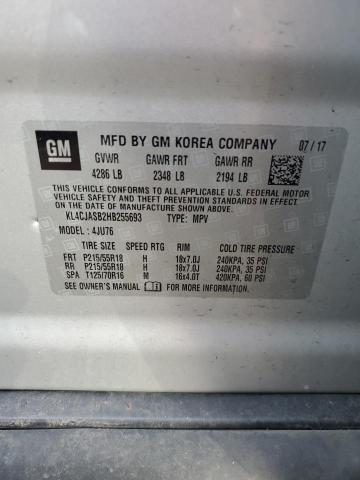 GM
MFD BY GM KOREA COMPANY 07/17
GVWR GAWR FRT GAWR RR
4286 LB 2348 LB 2194 LB
THIS VEHICLE CONFORMS TO ALL APPLICABLE U.S. FEDERAL MOTOR
VEHICLE SAFETY AND THEFT PREVENTION STANDARDS IN EFFECT
ON THE DATE OF MANUFACTURE SHOWN ABOVE.
KL4CJASB2HB255693 TYPE: MPV
MODEL: 4JU76
TIRE SIZE SPEED RTG RIM COLD TIRE PRESSURE
FRT P215/55R18 H 18x7.0J 240KPA, 35 PSI
RR P215/55R18 H 18x7.0J 240KPA, 35 PSI
SPA T125/70R16 M 16x4.0T 420KPA, 60 PSI
SEE OWNER'S MANUAL FOR MORE INFORMATION